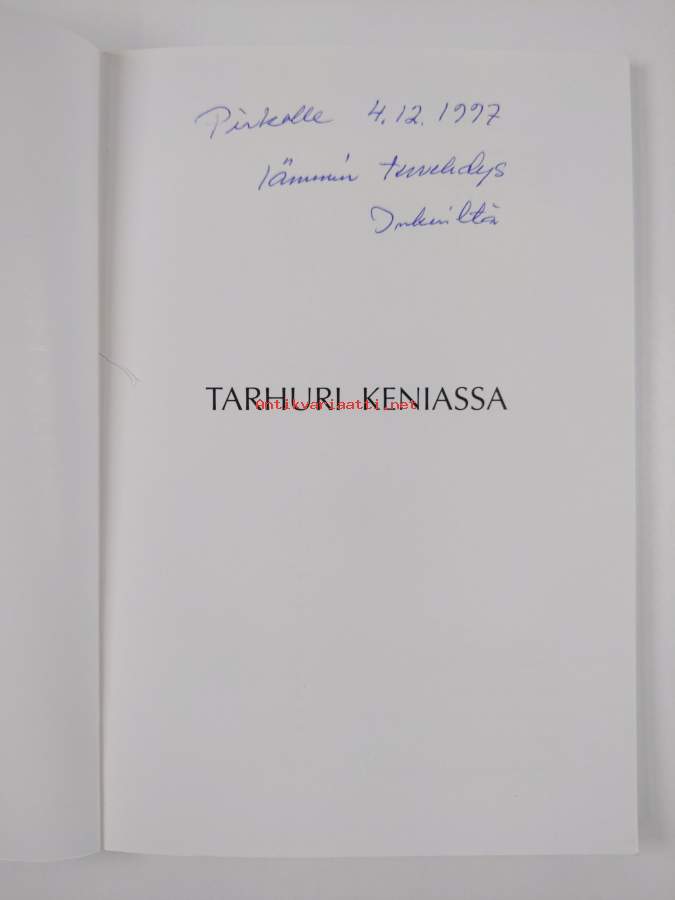 Pirkolle 4.12.1997
lämmin tervehdys
Inkeriltä
TARHURI KENIASSA
Antikvariaatti.net